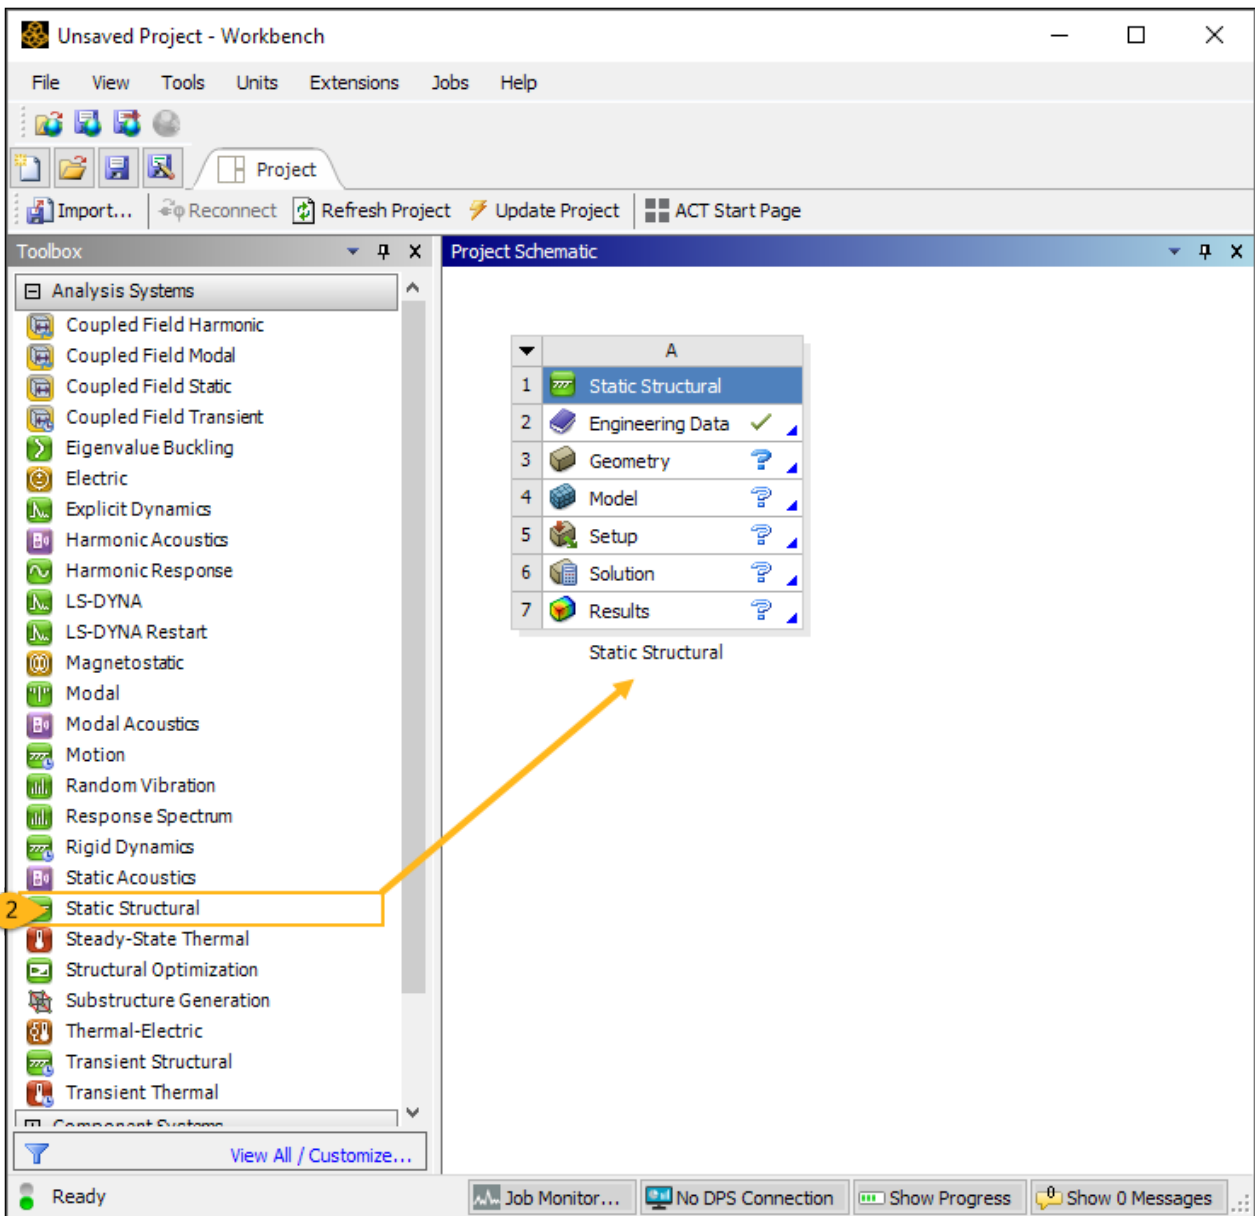 Unsaved Project - Workbench
File View Tools Units Extensions Jobs Help
Project
Import... Reconnect Refresh Project Update Project ACT Start Page
Toolbox
Analysis Systems
Coupled Field Harmonic
Coupled Field Modal
Coupled Field Static
Coupled Field Transient
Eigenvalue Buckling
Electric
Explicit Dynamics
Harmonic Acoustics
Harmonic Response
LS-DYNA
LS-DYNA Restart
Magnetostatic
Modal
Modal Acoustics
Motion
Random Vibration
Response Spectrum
Rigid Dynamics
Static Acoustics
2 Static Structural
Steady-State Thermal
Structural Optimization
Substructure Generation
Thermal-Electric
Transient Structural
Transient Thermal
Component Systems
View All / Customize...
Project Schematic
A
1 Static Structural
2 Engineering Data
3 Geometry ?
4 Model ?
5 Setup ?
6 Solution ?
7 Results ?
Static Structural
Ready Job Monitor... No DPS Connection Show Progress 0 Show 0 Messages